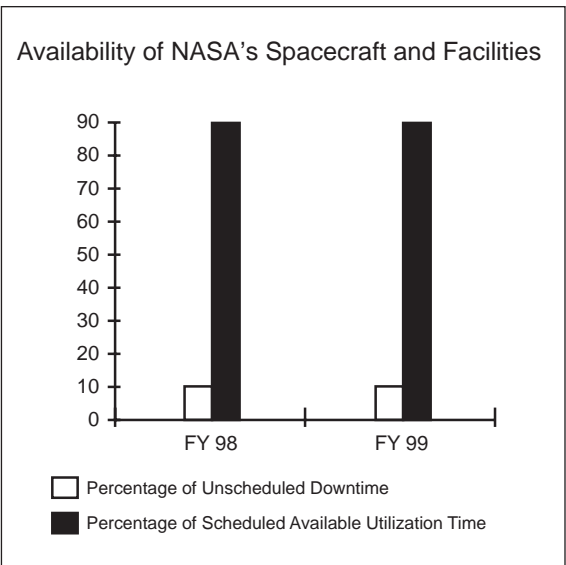 Availability of NASA's Spacecraft and Facilities
90
80
70
60
50
40
30
20
10
0
FY 98 FY 99
Percentage of Unscheduled Downtime
Percentage of Scheduled Available Utilization Time